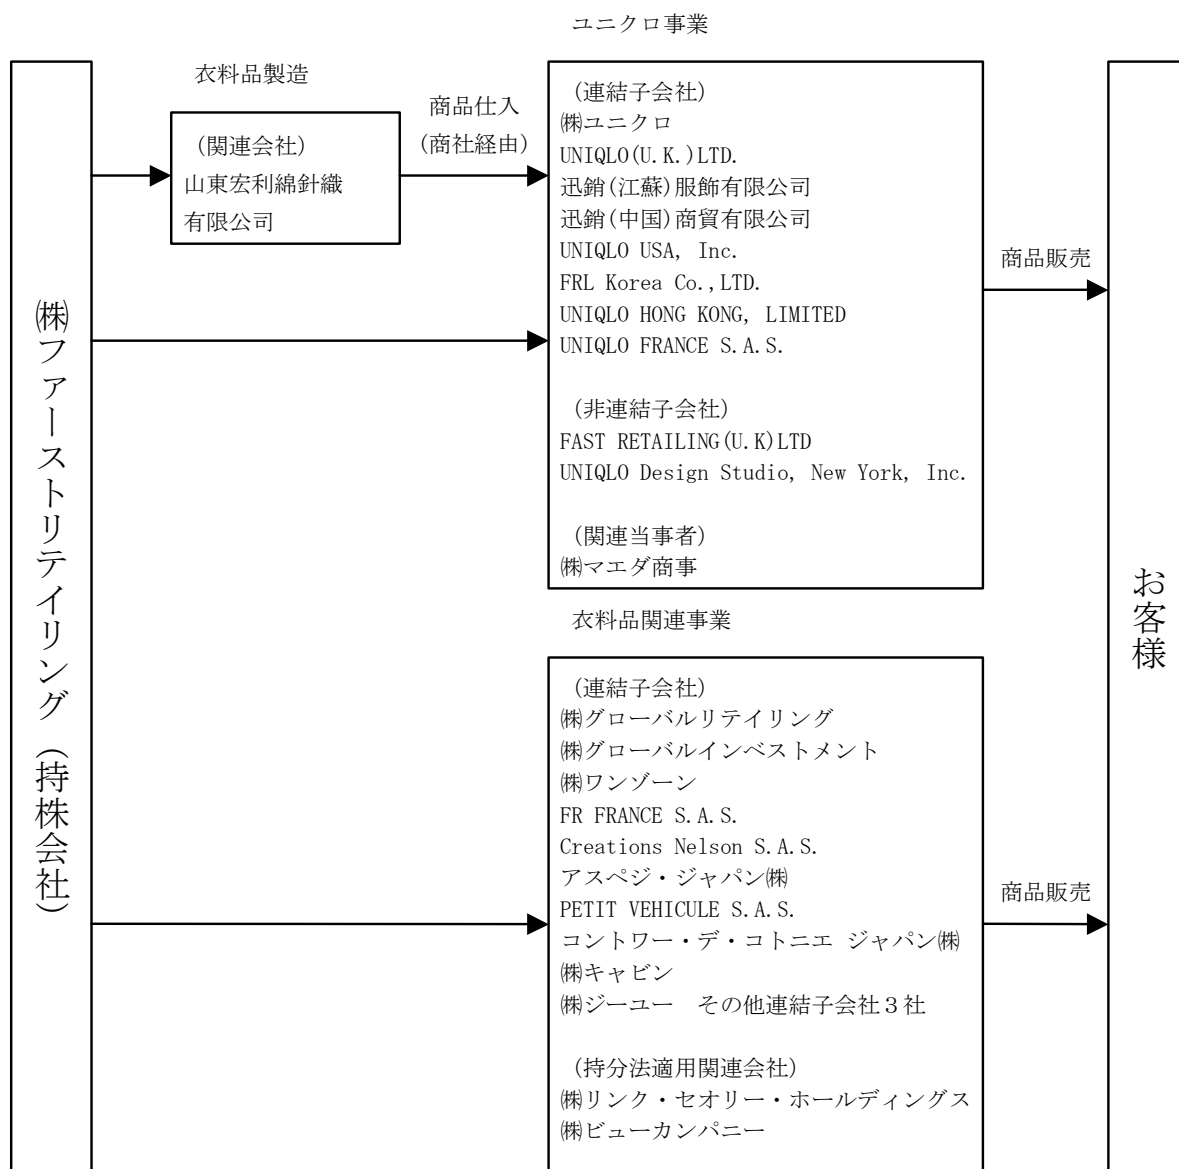 ユニクロ事業
衣料品製造
商品仕入
(商社経由)
(関連会社)
山東宏利綿針織
有限公司
(連結子会社)
㈱ユニクロ
UNIQLO(U.K.)LTD.
迅銷(江蘇)服飾有限公司
迅銷(中国)商貿有限公司
UNIQLO USA, Inc.
FRL Korea Co.,LTD.
UNIQLO HONG KONG, LIMITED
UNIQLO FRANCE S.A.S.
(非連結子会社)
FAST RETAILING(U.K)LTD
UNIQLO Design Studio, New York, Inc.
(関連当事者)
㈱マエダ商事
商品販売
㈱ファーストリテイリング(持株会社)
お客様
衣料品関連事業
(連結子会社)
㈱グローバルリテイリング
㈱グローバルインベストメント
㈱ワンゾーン
FR FRANCE S.A.S.
Creations Nelson S.A.S.
アスペジ・ジャパン㈱
PETIT VEHICULE S.A.S.
コントワー・デ・コトニエ ジャパン㈱
㈱キャビン
㈱ジーユー　その他連結子会社３社
(持分法適用関連会社)
㈱リンク・セオリー・ホールディングス
㈱ビューカンパニー
商品販売